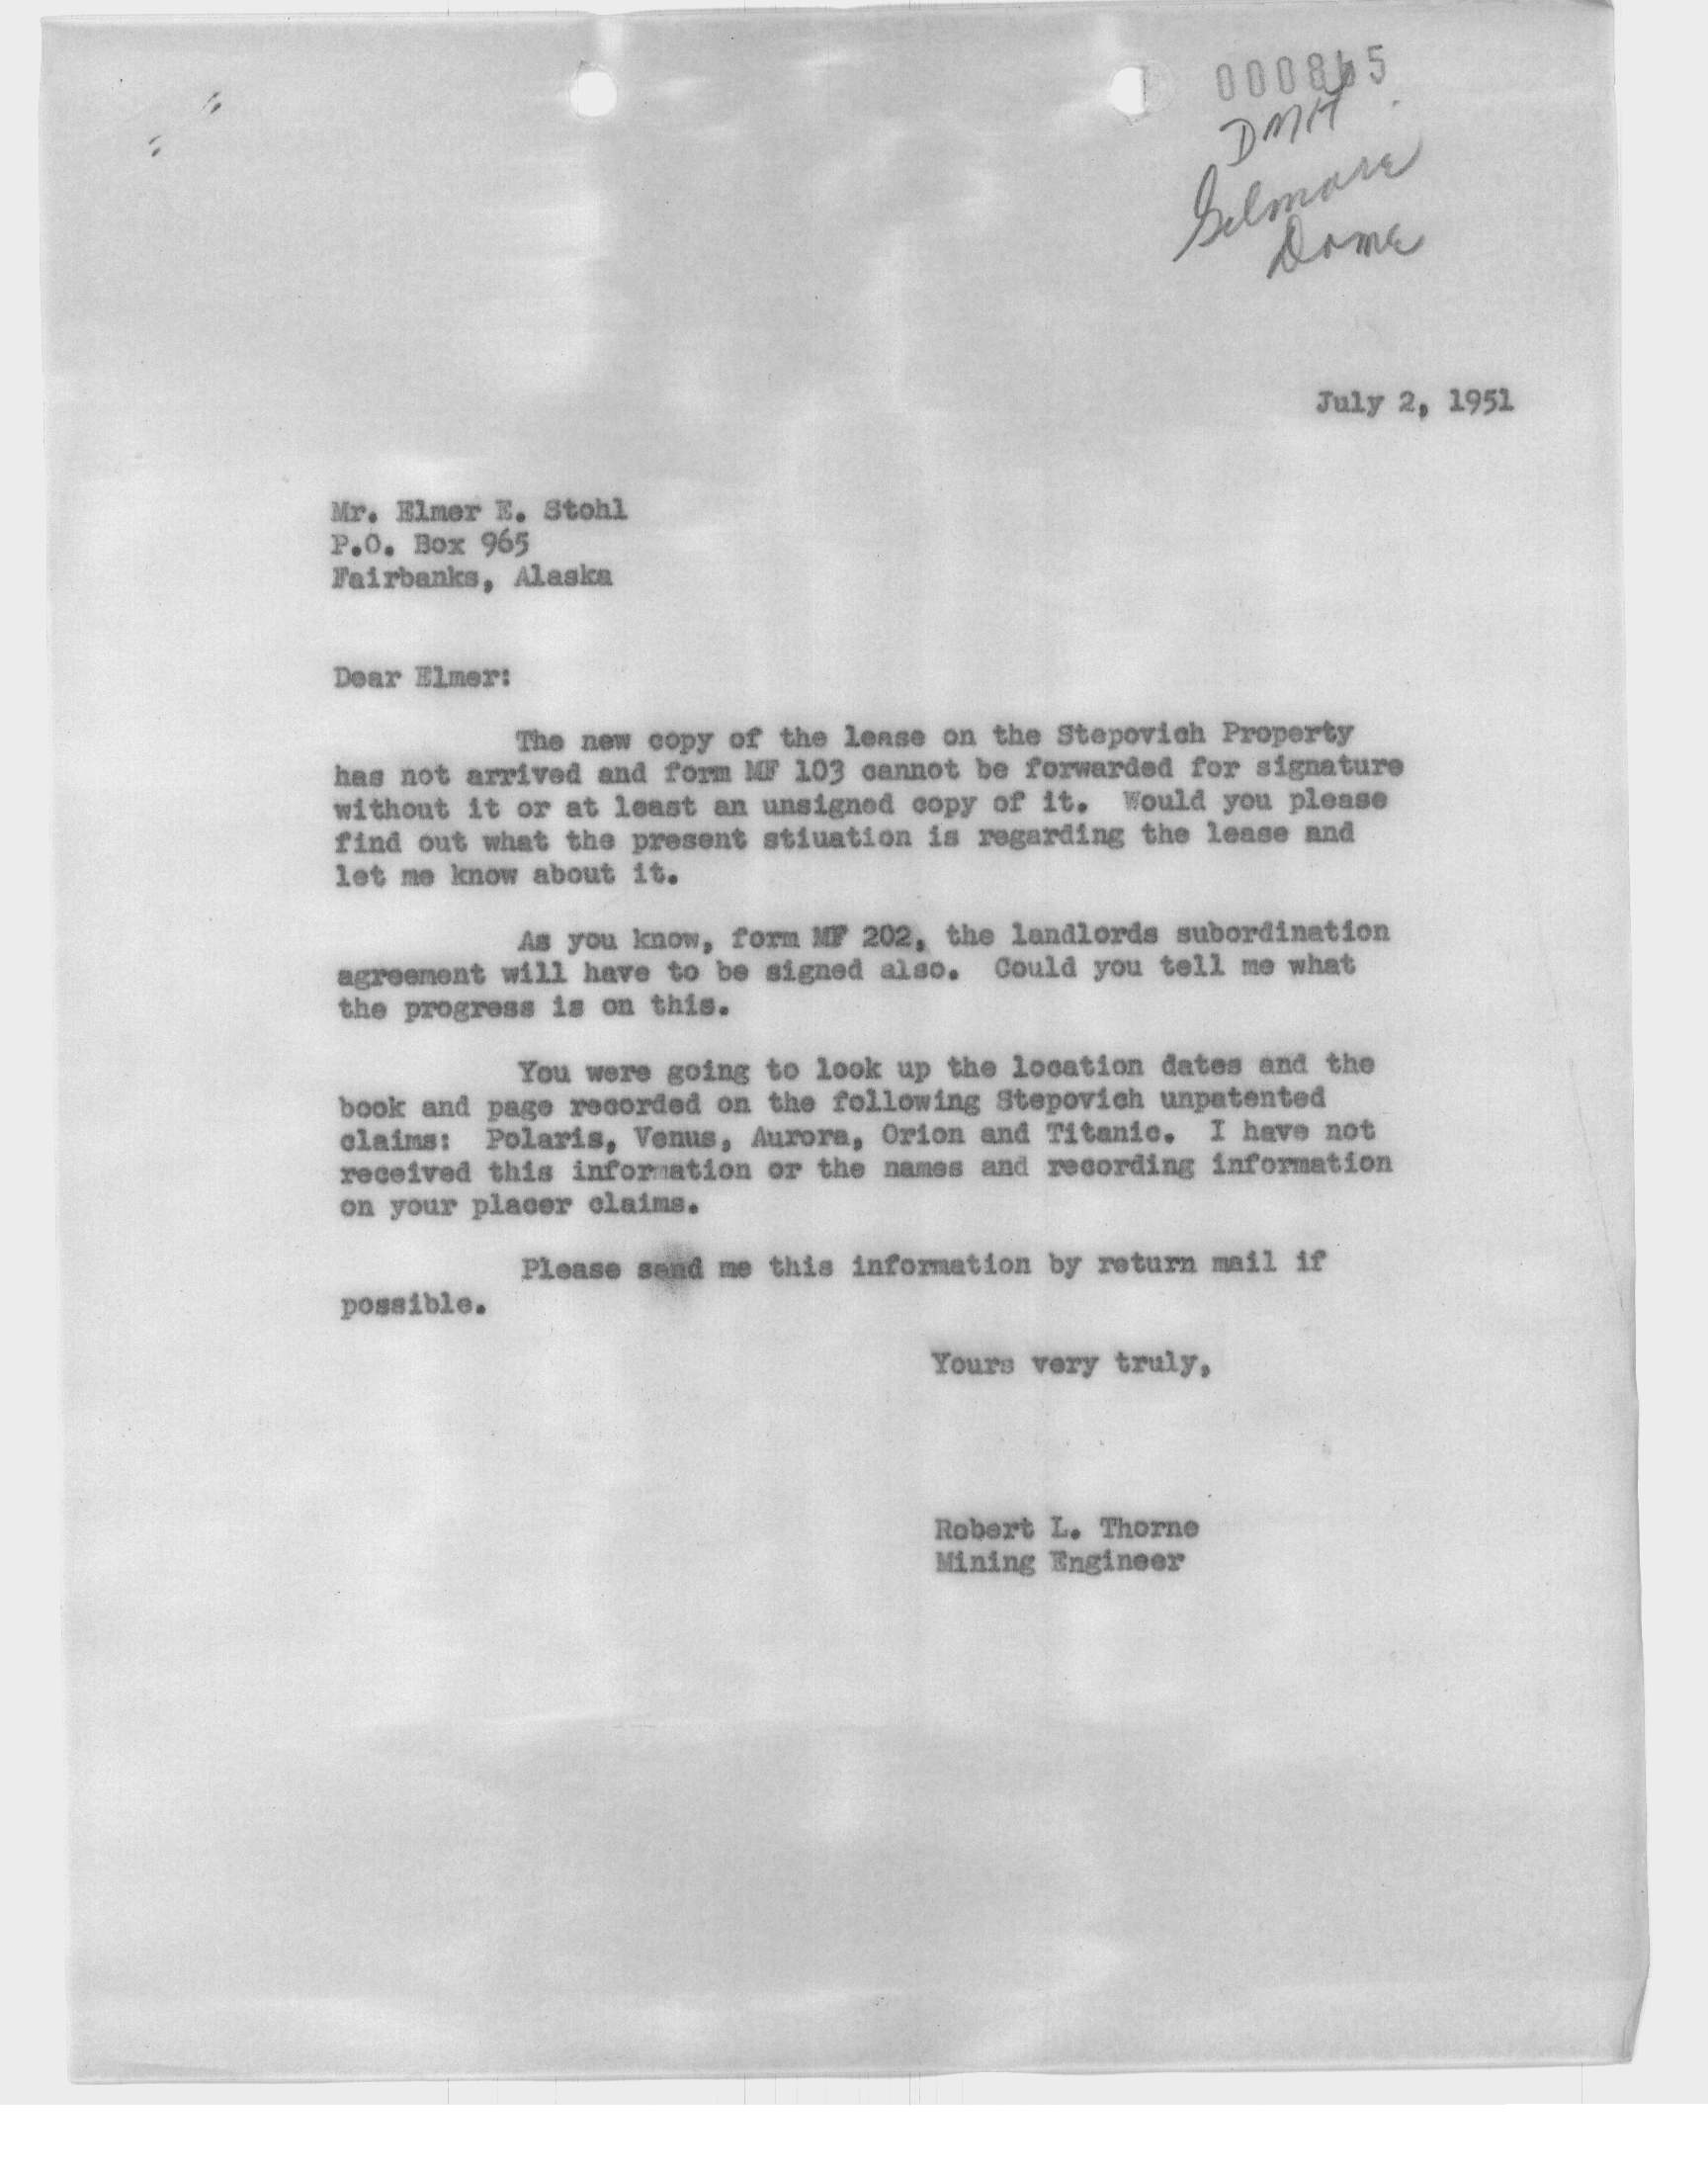 DMH
Gilmore
Dome
July 2, 1951
Mr. Elmer E. Stohl
P.O. Box 965
Fairbanks, Alaska
Dear Elmer:
The new copy of the lease on the Stepovich Property
has not arrived and form MF 103 cannot be forwarded for signature
without it or at least an unsigned copy of it. Would you please
find out what the present stiuation is regarding the lease and
let me know about it.
As you know, form MF 202, the landlords subordination
agreement will have to be signed also. Could you tell me what
the progress is on this.
You were going to look up the location dates and the
book and page recorded on the following Stepovich unpatented
claims: Polaris, Venus, Aurora, Orion and Titanic. I have not
received this information or the names and recording information
on your placer claims.
Please send me this information by return mail if
possible.
Yours very truly,
Robert L. Thorne
Mining Engineer